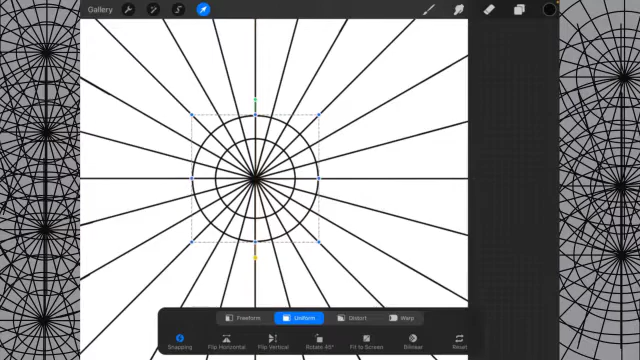 Gallery
Freeform Uniform Distort Warp
Snapping Flip Horizontal Flip Vertical Rotate 45° Fit to Screen Bilinear Reset